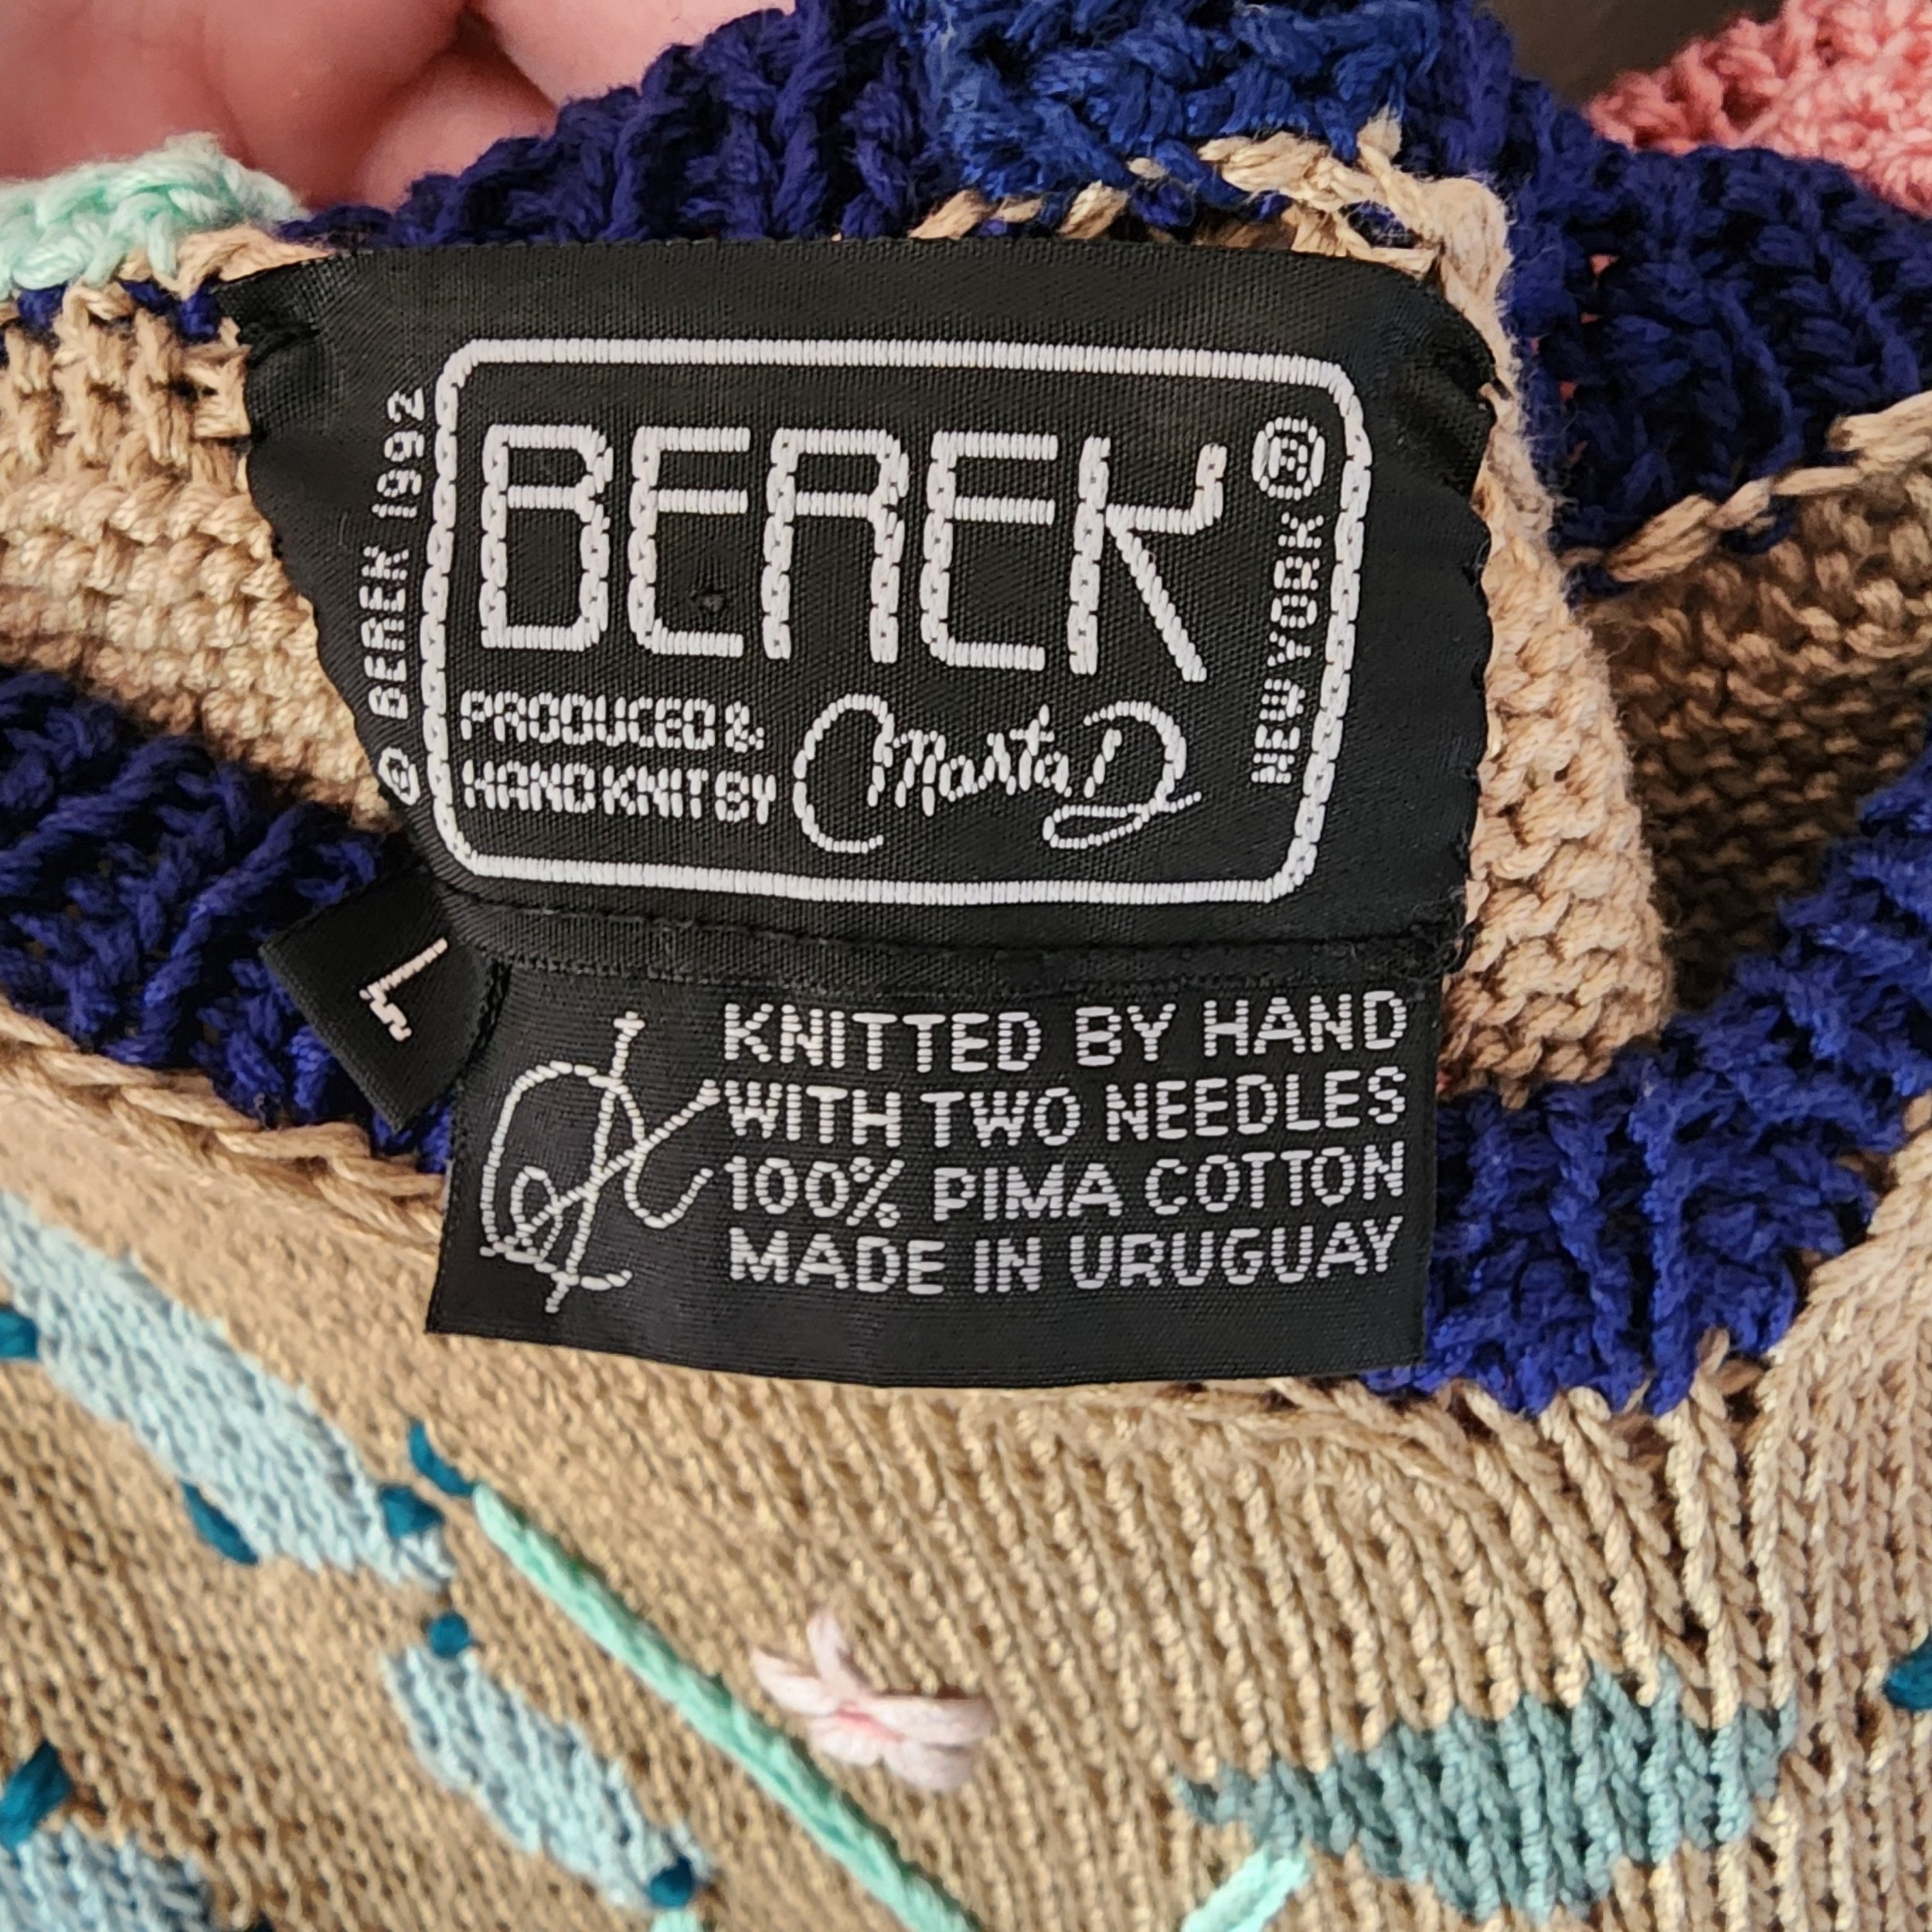 BEREK ®
NEW YORK
© BEREK 1992
PRODUCED &
HAND KNIT BY Marta D
L
KNITTED BY HAND
WITH TWO NEEDLES
100% PIMA COTTON
MADE IN URUGUAY